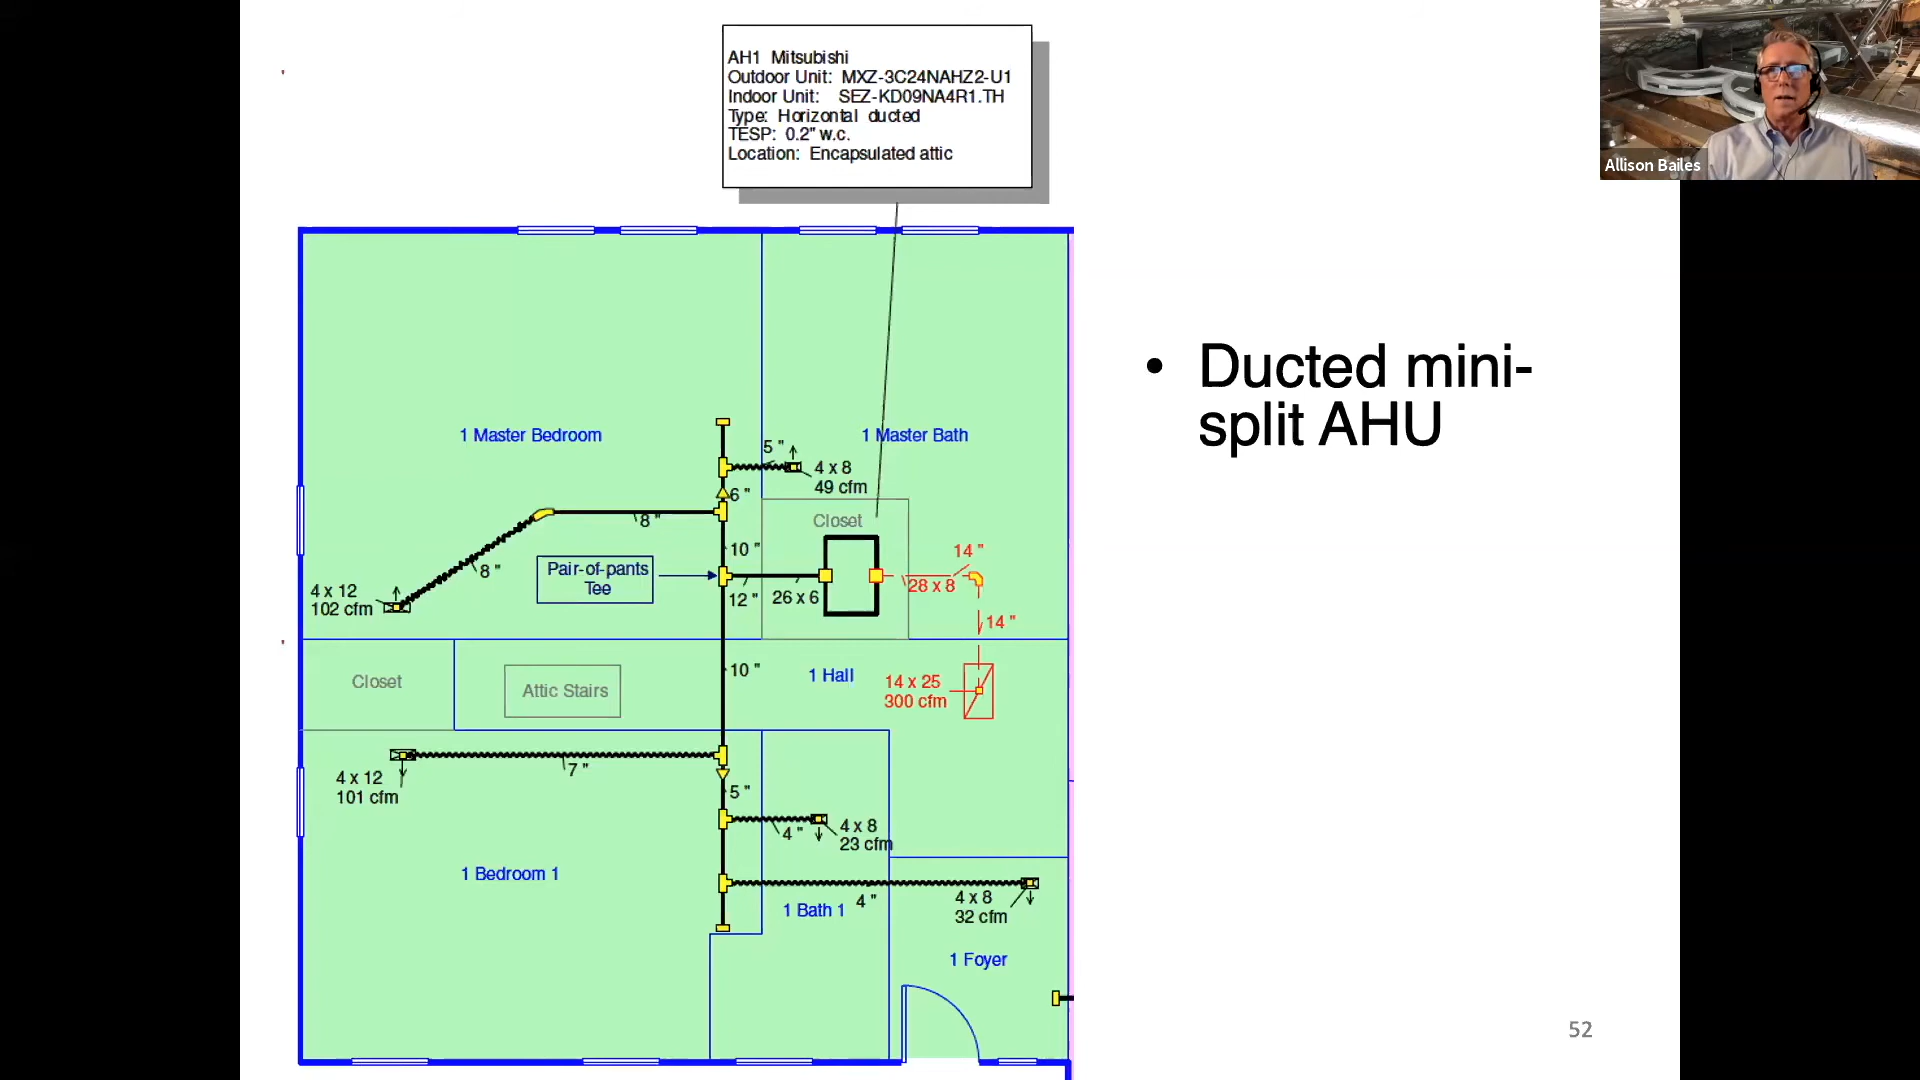 AH1 Mitsubishi
Outdoor Unit: MXZ-3C24NAHZ2-U1
Indoor Unit: SEZ-KD09NA4R1.TH
Type: Horizontal ducted
TESP: 0.2" w.c.
Location: Encapsulated attic
Allison Bailes
• Ducted mini-
split AHU
1 Master Bedroom
1 Master Bath
5 "
4 x 8
49 cfm
6 "
8 "
Closet
10 "
14 "
8 "
Pair-of-pants
Tee
28 x 8
4 x 12
102 cfm
12 "
26 x 6
14 "
Closet
Attic Stairs
10 "
1 Hall
14 x 25
300 cfm
7 "
4 x 12
101 cfm
5 "
4 "
4 x 8
23 cfm
1 Bedroom 1
4 "
1 Bath 1
4 x 8
32 cfm
1 Foyer
52